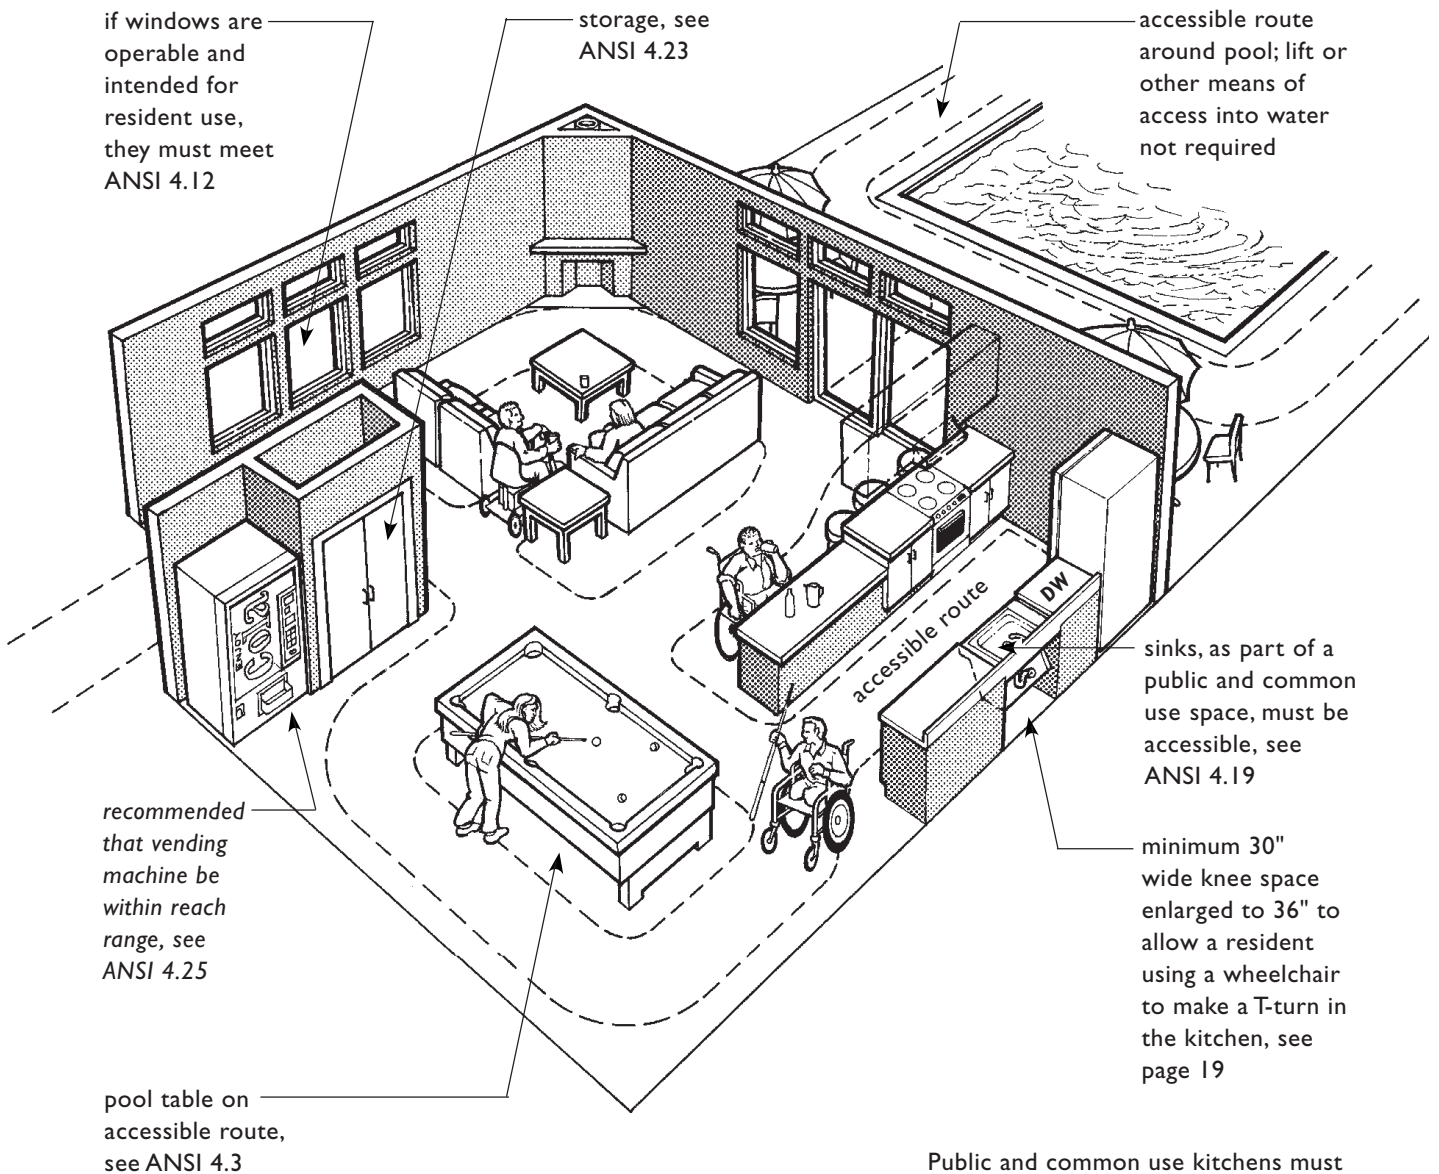 if windows are
operable and
intended for
resident use,
they must meet
ANSI 4.12
storage, see
ANSI 4.23
accessible route
around pool; lift or
other means of
access into water
not required
DW
accessible route
COLA
sinks, as part of a
public and common
use space, must be
accessible, see
ANSI 4.19
recommended
that vending
machine be
within reach
range, see
ANSI 4.25
minimum 30"
wide knee space
enlarged to 36" to
allow a resident
using a wheelchair
to make a T-turn in
the kitchen, see
page 19
pool table on
accessible route,
see ANSI 4.3
Public and common use kitchens must